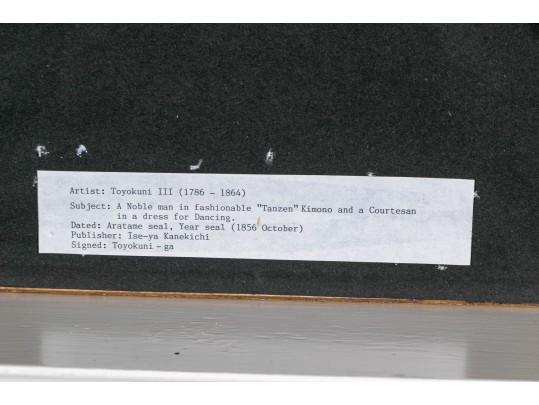 Artist: Toyokuni III (1786 - 1864)
Subject: A Noble man in fashionable "Tanzen" Kimono and a Courtesan
in a dress for Dancing.
Dated: Aratame seal, Year seal (1856 October)
Publisher: Ise-ya Kanekichi
Signed: Toyokuni - ga